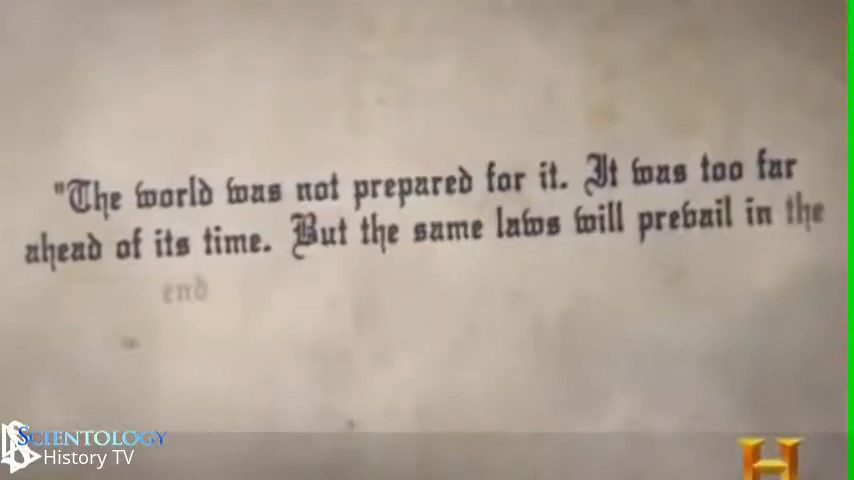 "The world was not prepared for it. It was too far
ahead of its time. But the same laws will prevail in the
end
SCIENTOLOGY
History TV
H